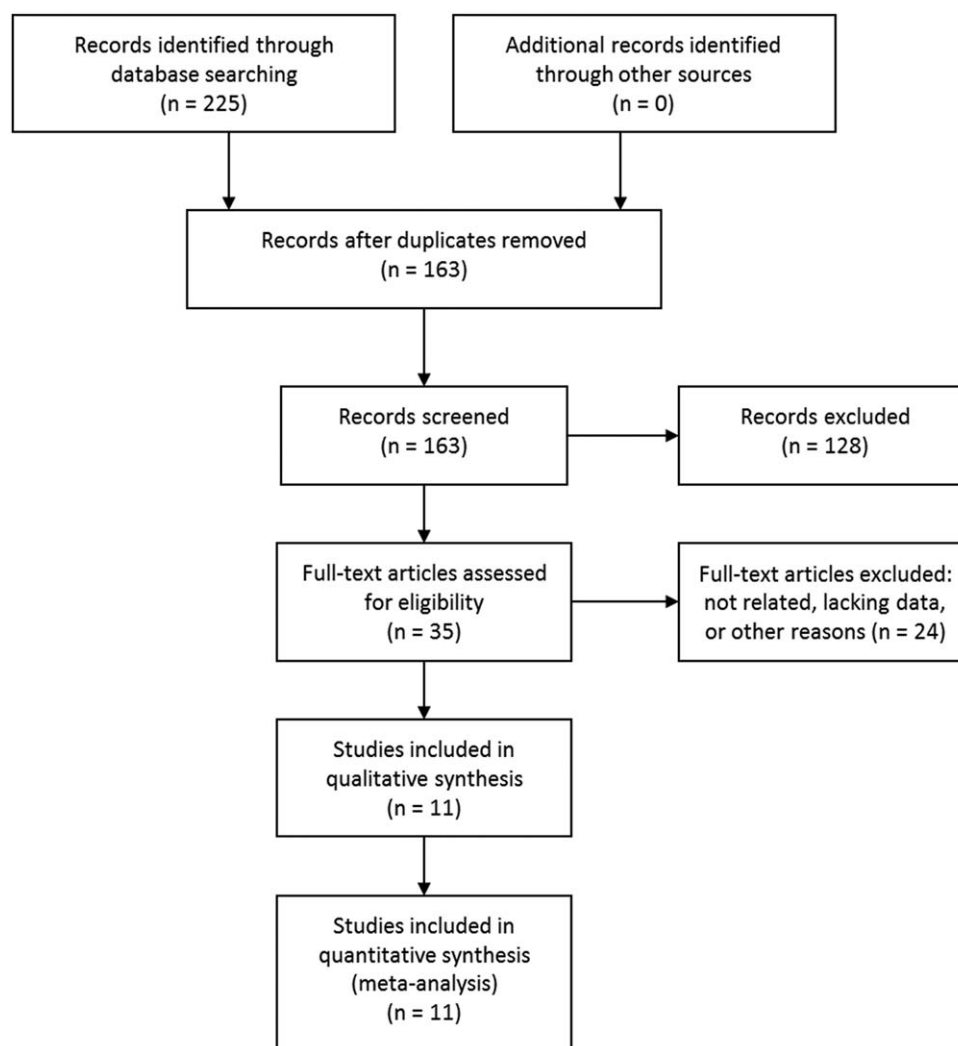 Records identified through
database searching
(n = 225)
Additional records identified
through other sources
(n = 0)
Records after duplicates removed
(n = 163)
Records screened
(n = 163)
Records excluded
(n = 128)
Full-text articles assessed
for eligibility
(n = 35)
Full-text articles excluded:
not related, lacking data,
or other reasons (n = 24)
Studies included in
qualitative synthesis
(n = 11)
Studies included in
quantitative synthesis
(meta-analysis)
(n = 11)